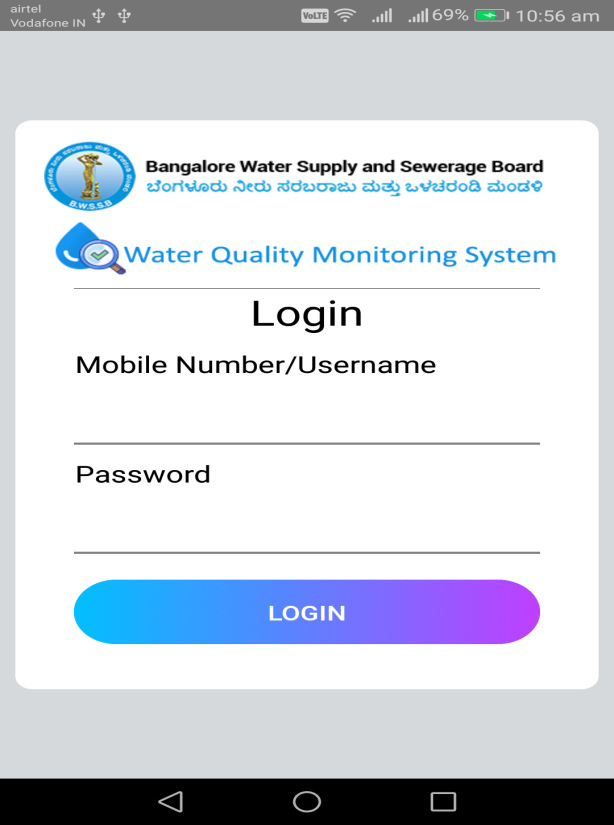 airtel
Vodafone IN
VoLTE 69% 10:56 am
Bangalore Water Supply and Sewerage Board
ಬೆಂಗಳೂರು ನೀರು ಸರಬರಾಜು ಮತ್ತು ಒಳಚರಂಡಿ ಮಂಡಳಿ
B.W.S.S.B
Water Quality Monitoring System
Login
Mobile Number/Username
Password
LOGIN